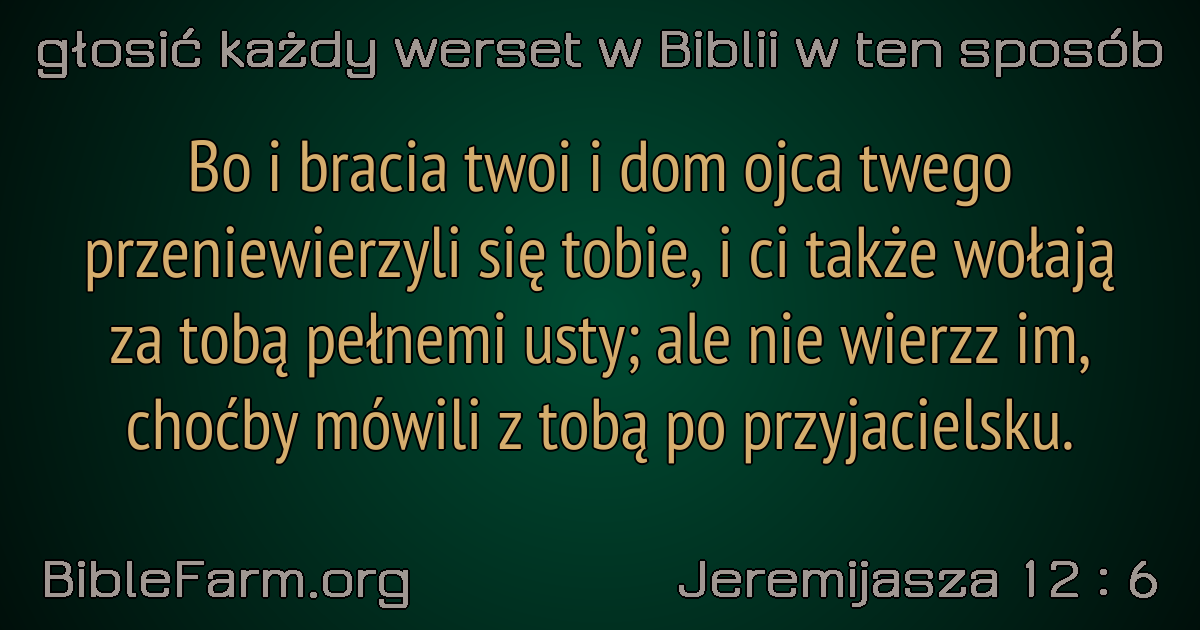 głosić każdy werset w Biblii w ten sposób
Bo i bracia twoi i dom ojca twego
przeniewierzyli się tobie, i ci także wołają
za tobą pełnemi usty; ale nie wierzz im,
choćby mówili z tobą po przyjacielsku.
BibleFarm.org
Jeremijasza 12 : 6